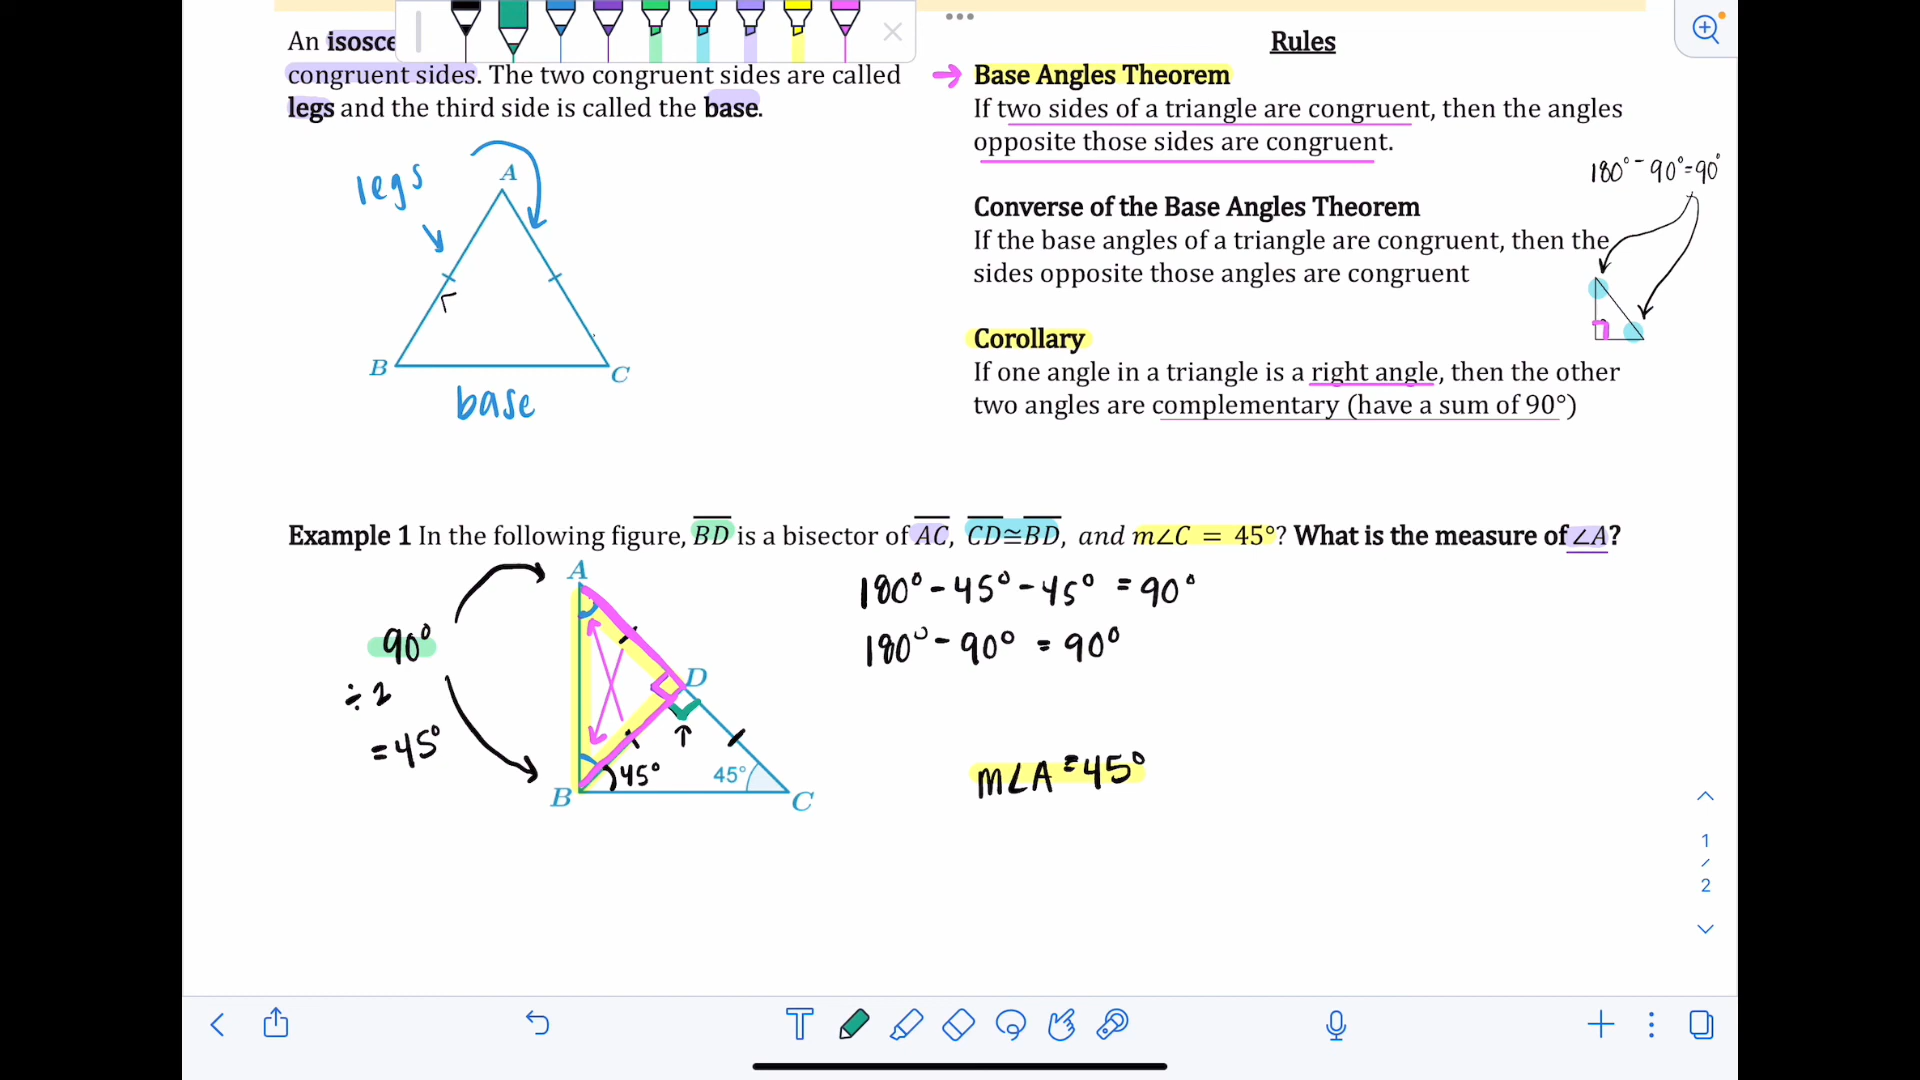 An isosce
congruent sides. The two congruent sides are called
legs and the third side is called the base.
legs
A
B
C
base
Rules
→ Base Angles Theorem
If two sides of a triangle are congruent, then the angles
opposite those sides are congruent.
180° - 90° = 90°
Converse of the Base Angles Theorem
If the base angles of a triangle are congruent, then the
sides opposite those angles are congruent
Corollary
If one angle in a triangle is a right angle, then the other
two angles are complementary (have a sum of 90°)
Example 1 In the following figure, BD is a bisector of AC, CD≅BD, and m∠C = 45°? What is the measure of ∠A?
A
90°
÷2
=45°
D
45°
45°
B
C
180° - 45° - 45° = 90°
180° - 90° = 90°
m∠A = 45°
1
/
2
T